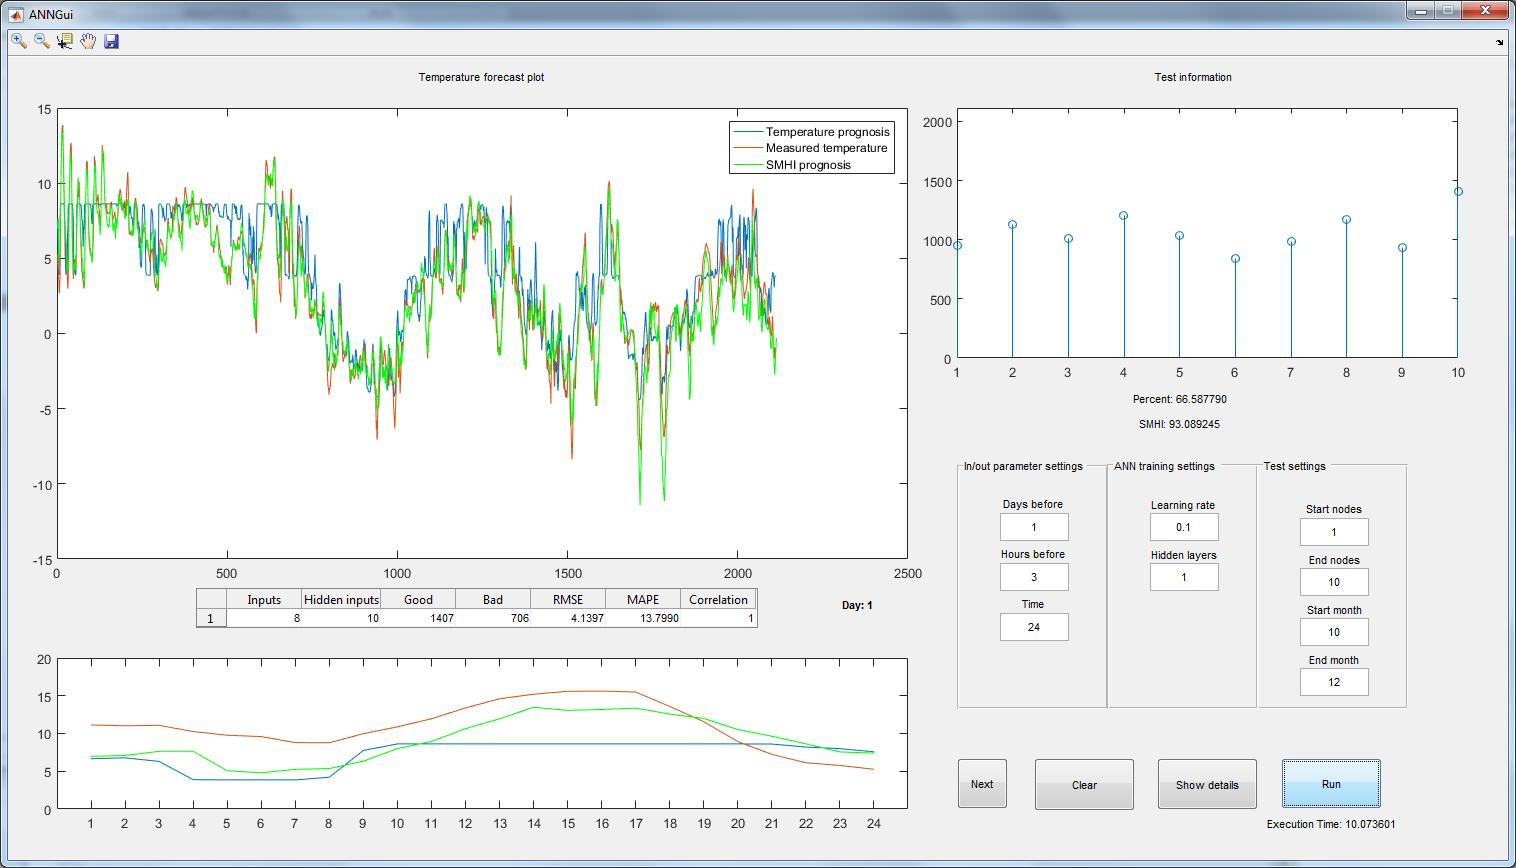 ANNGui
Temperature forecast plot
15
10
5
0
-5
-10
-15
0 500 1000 1500 2000 2500
Temperature prognosis
Measured temperature
SMHI prognosis
Inputs Hidden inputs Good Bad RMSE MAPE Correlation
1 8 10 1407 706 4.1397 13.7990 1
Day: 1
20
15
10
5
0
1 2 3 4 5 6 7 8 9 10 11 12 13 14 15 16 17 18 19 20 21 22 23 24
Test information
2000
1500
1000
500
0
1 2 3 4 5 6 7 8 9 10
Percent: 66.587790
SMHI: 93.089245
In/out parameter settings
Days before
1
Hours before
3
Time
24
ANN training settings
Learning rate
0.1
Hidden layers
1
Test settings
Start nodes
1
End nodes
10
Start month
10
End month
12
Next Clear Show details Run
Execution Time: 10.073601